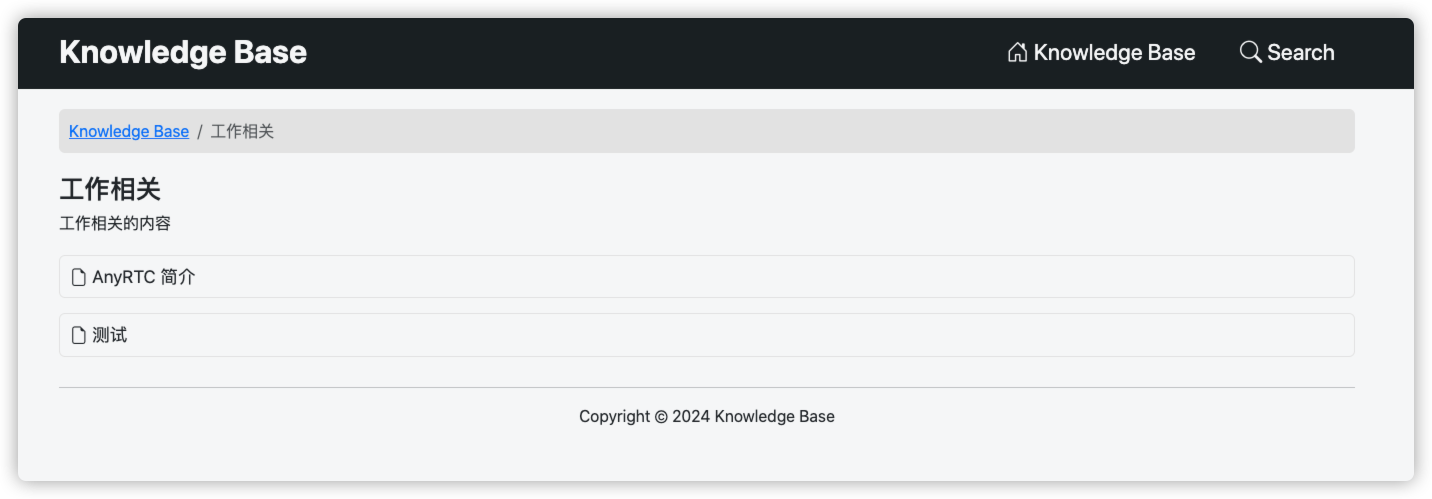 Knowledge Base
Knowledge Base
Search
Knowledge Base / 工作相关
工作相关
工作相关的内容
AnyRTC 简介
测试
Copyright © 2024 Knowledge Base